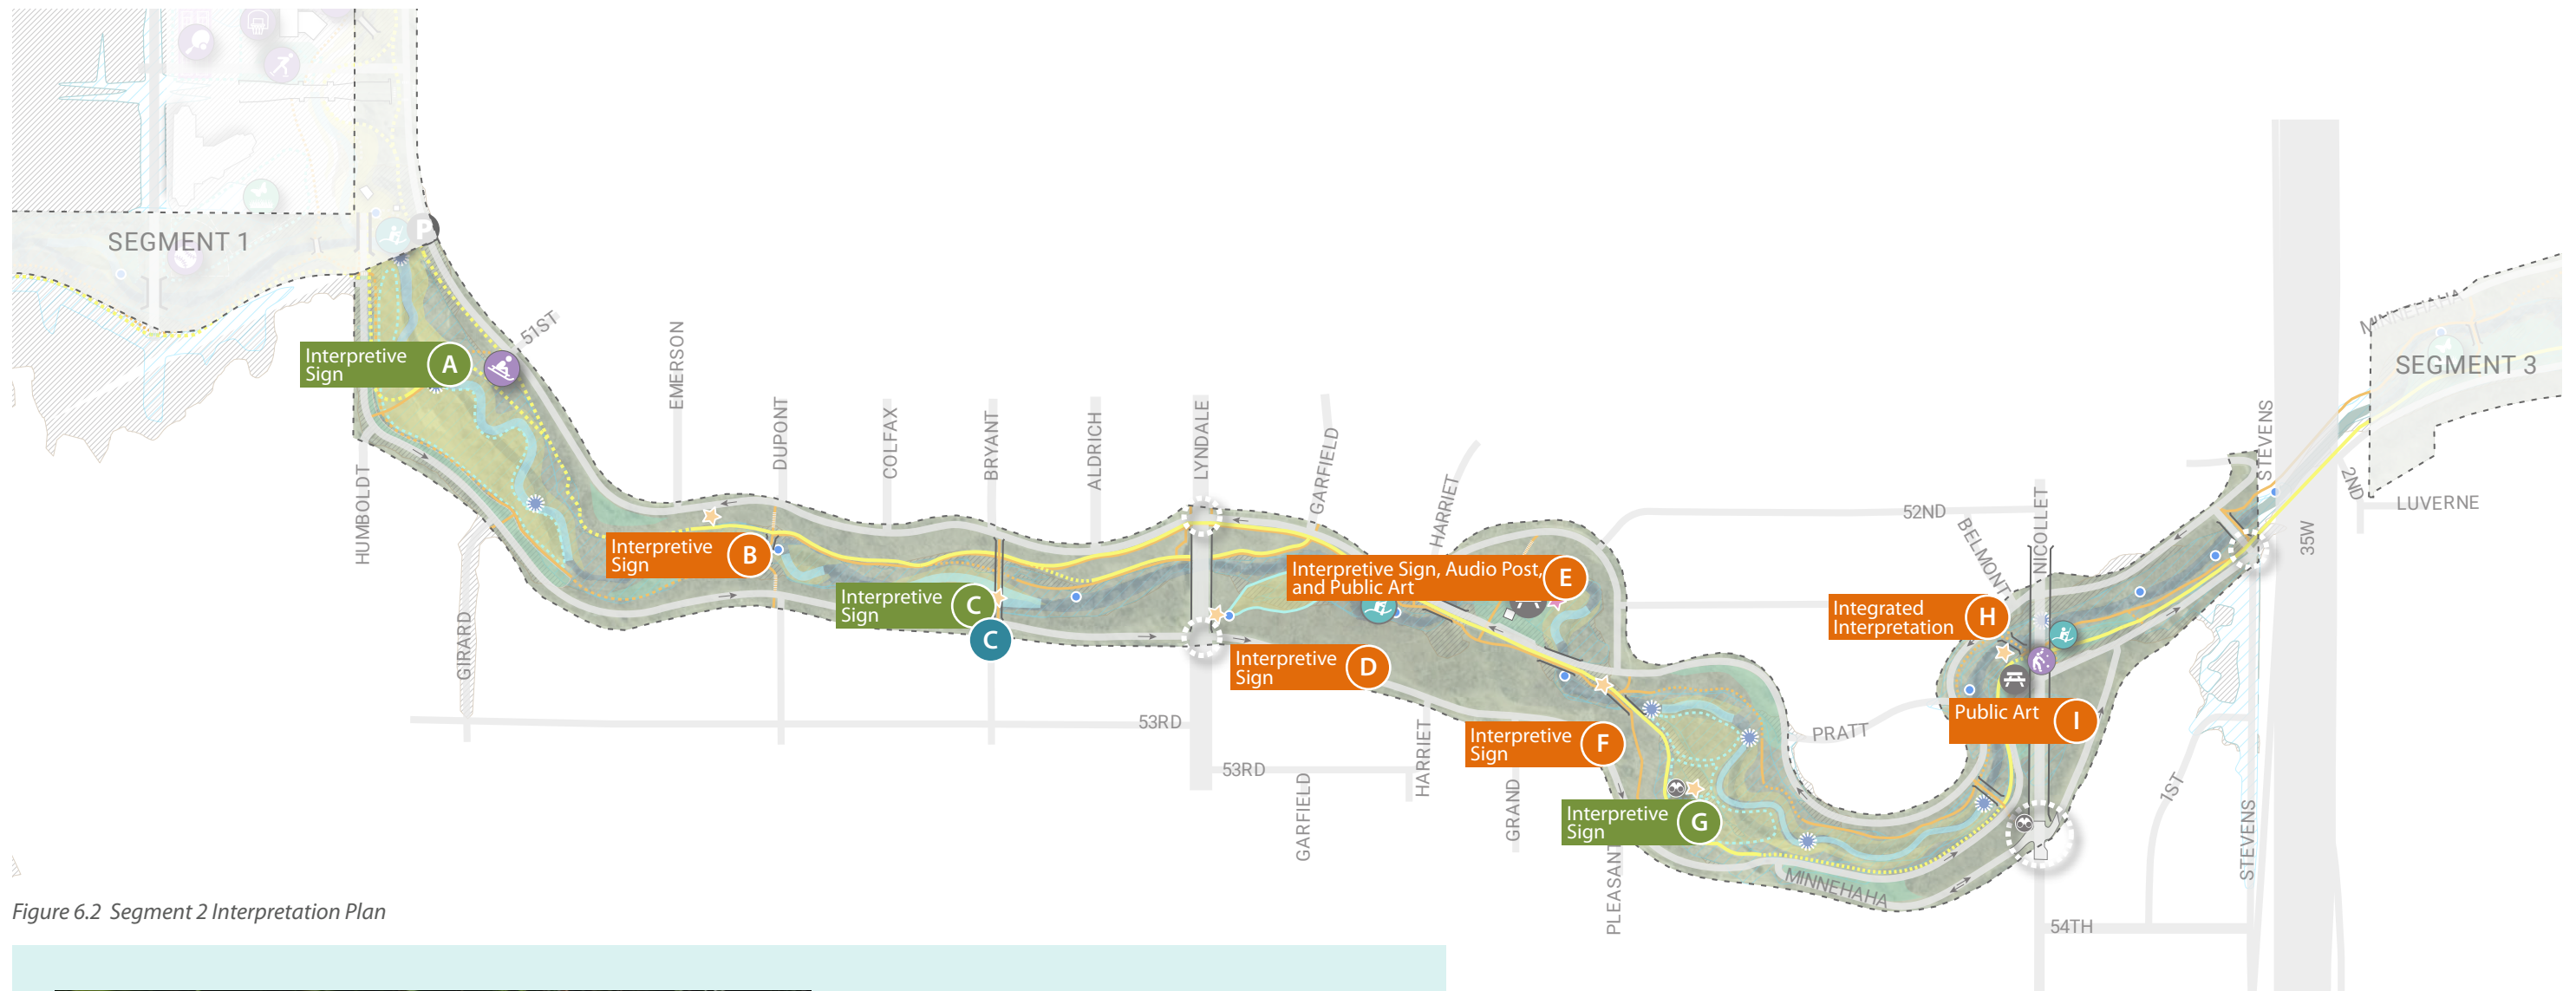 SEGMENT 1
P
51ST
Interpretive
Sign
A
HUMBOLDT
GIRARD
EMERSON
DUPONT
COLFAX
BRYANT
ALDRICH
LYNDALE
GARFIELD
HARRIET
Interpretive
Sign
B
Interpretive
Sign
C
C
Interpretive
Sign
D
Interpretive Sign, Audio Post,
and Public Art
E
Interpretive
Sign
F
Interpretive
Sign
G
Integrated
Interpretation
H
Public Art
I
53RD
53RD
GARFIELD
HARRIET
GRAND
PLEASANT
MINNEHAHA
PRATT
52ND
BELMONT
NICOLLET
1ST
STEVENS
54TH
STEVENS
35W
2ND
LUVERNE
MINNEHAHA
SEGMENT 3
Figure 6.2 Segment 2 Interpretation Plan